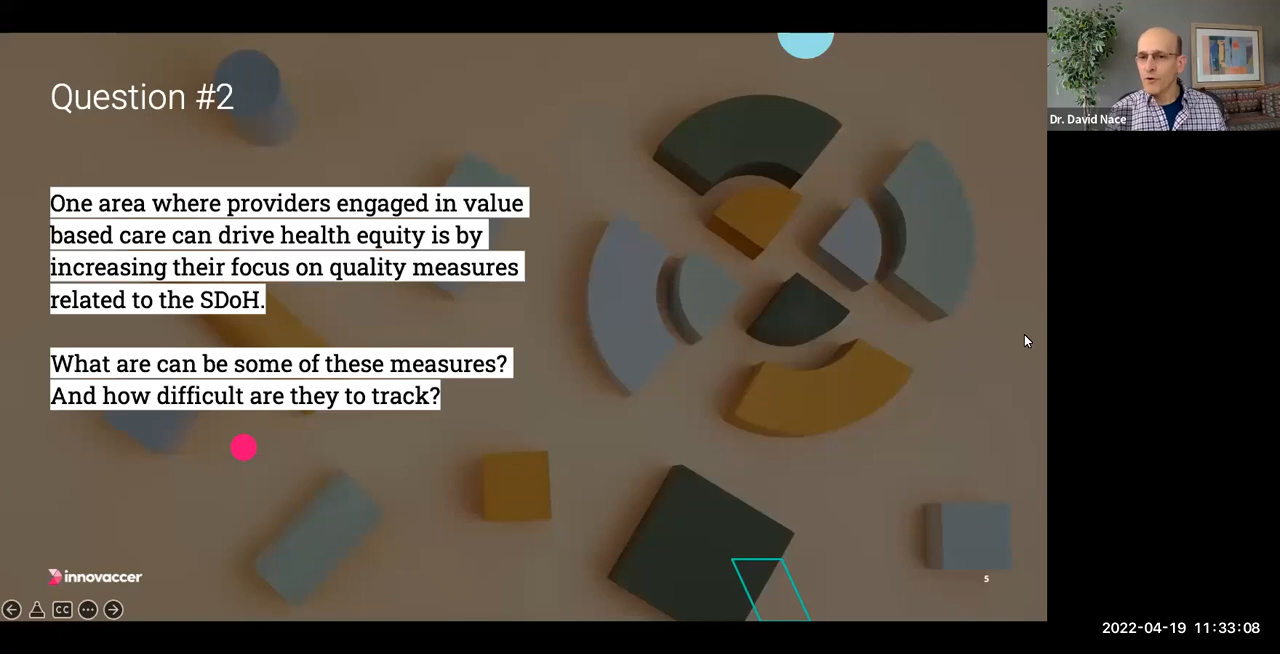 Question #2
One area where providers engaged in value
based care can drive health equity is by
increasing their focus on quality measures
related to the SDoH.
What are can be some of these measures?
And how difficult are they to track?
innovaccer
5
CC
Dr. David Nace
2022-04-19 11:33:08